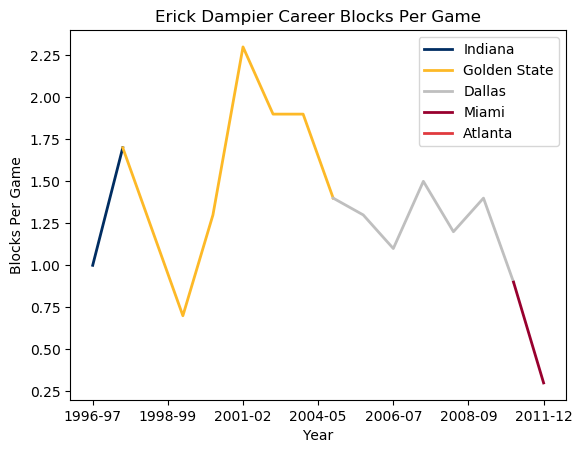 Erick Dampier Career Blocks Per Game
Indiana
Golden State
Dallas
Miami
Atlanta
Blocks Per Game
2.25
2.00
1.75
1.50
1.25
1.00
0.75
0.50
0.25
1996-97 1998-99 2001-02 2004-05 2006-07 2008-09 2011-12
Year